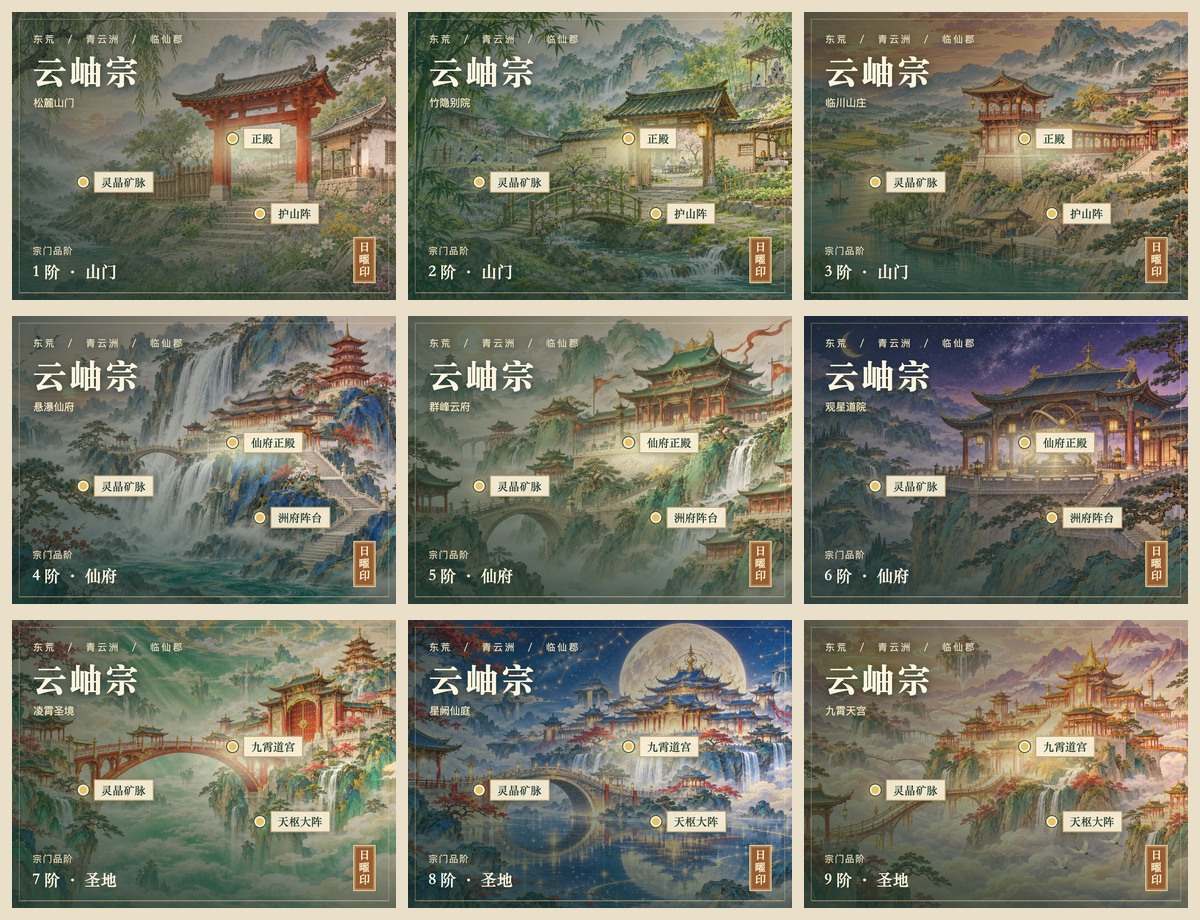 东荒 / 青云洲 / 临仙郡
云岫宗
松麓山门
正殿
灵晶矿脉
护山阵
宗门品阶
1 阶 · 山门
日曜印
东荒 / 青云洲 / 临仙郡
云岫宗
竹隐别院
正殿
灵晶矿脉
护山阵
宗门品阶
2 阶 · 山门
日曜印
东荒 / 青云洲 / 临仙郡
云岫宗
临川山庄
正殿
灵晶矿脉
护山阵
宗门品阶
3 阶 · 山门
日曜印
东荒 / 青云洲 / 临仙郡
云岫宗
悬瀑仙府
仙府正殿
灵晶矿脉
洲府阵台
宗门品阶
4 阶 · 仙府
日曜印
东荒 / 青云洲 / 临仙郡
云岫宗
群峰云府
仙府正殿
灵晶矿脉
洲府阵台
宗门品阶
5 阶 · 仙府
日曜印
东荒 / 青云洲 / 临仙郡
云岫宗
观星道院
仙府正殿
灵晶矿脉
洲府阵台
宗门品阶
6 阶 · 仙府
日曜印
东荒 / 青云洲 / 临仙郡
云岫宗
凌霄圣境
九霄道宫
灵晶矿脉
天枢大阵
宗门品阶
7 阶 · 圣地
日曜印
东荒 / 青云洲 / 临仙郡
云岫宗
星阙仙庭
九霄道宫
灵晶矿脉
天枢大阵
宗门品阶
8 阶 · 圣地
日曜印
东荒 / 青云洲 / 临仙郡
云岫宗
九霄天宫
九霄道宫
灵晶矿脉
天枢大阵
宗门品阶
9 阶 · 圣地
日曜印